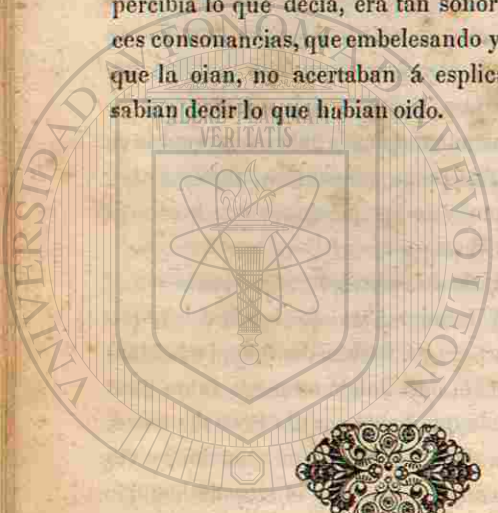 percibia lo que decia, era tan sonor
ces consonancias, que embelesando y
que la oian, no acertaban á esplic
sabian decir lo que habian oido.
VERITATIS